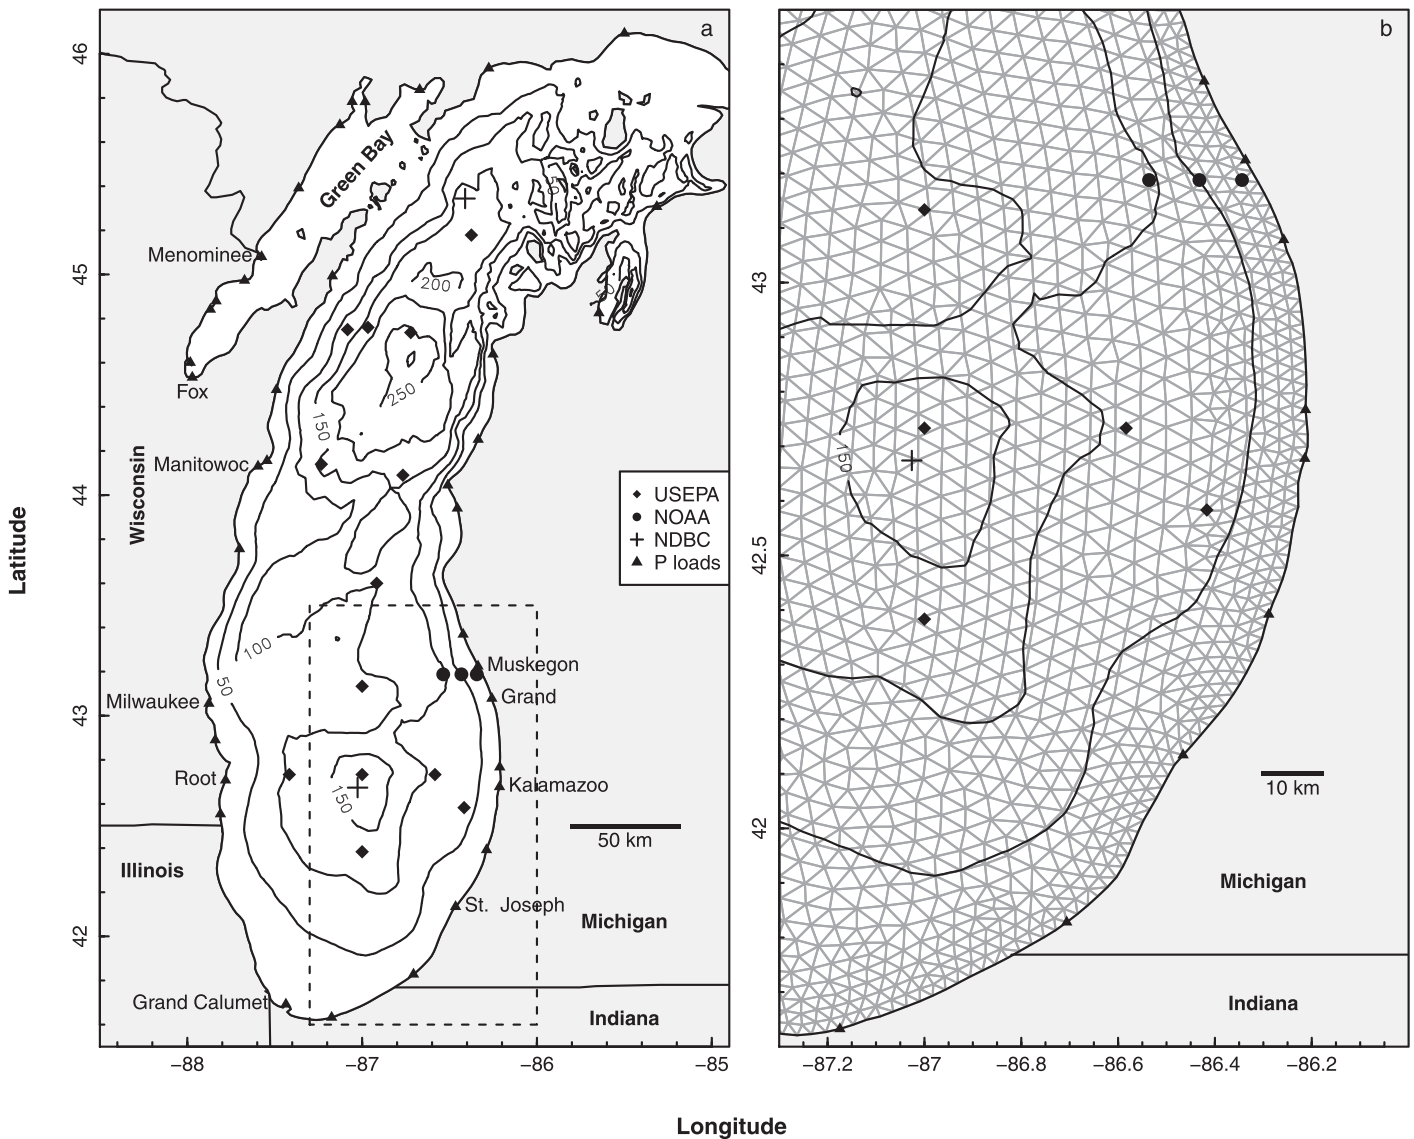 a
b
46
45
44
43
42
Latitude
Green Bay
Menominee
Fox
Wisconsin
Manitowoc
Milwaukee
Root
Illinois
Grand Calumet
50
200
50
250
150
100
50
150
USEPA
NOAA
NDBC
P loads
Muskegon
Grand
Kalamazoo
50 km
St. Joseph
Michigan
Indiana
−88
−87
−86
−85
43
42.5
42
150
10 km
Michigan
Indiana
−87.2
−87
−86.8
−86.6
−86.4
−86.2
Longitude